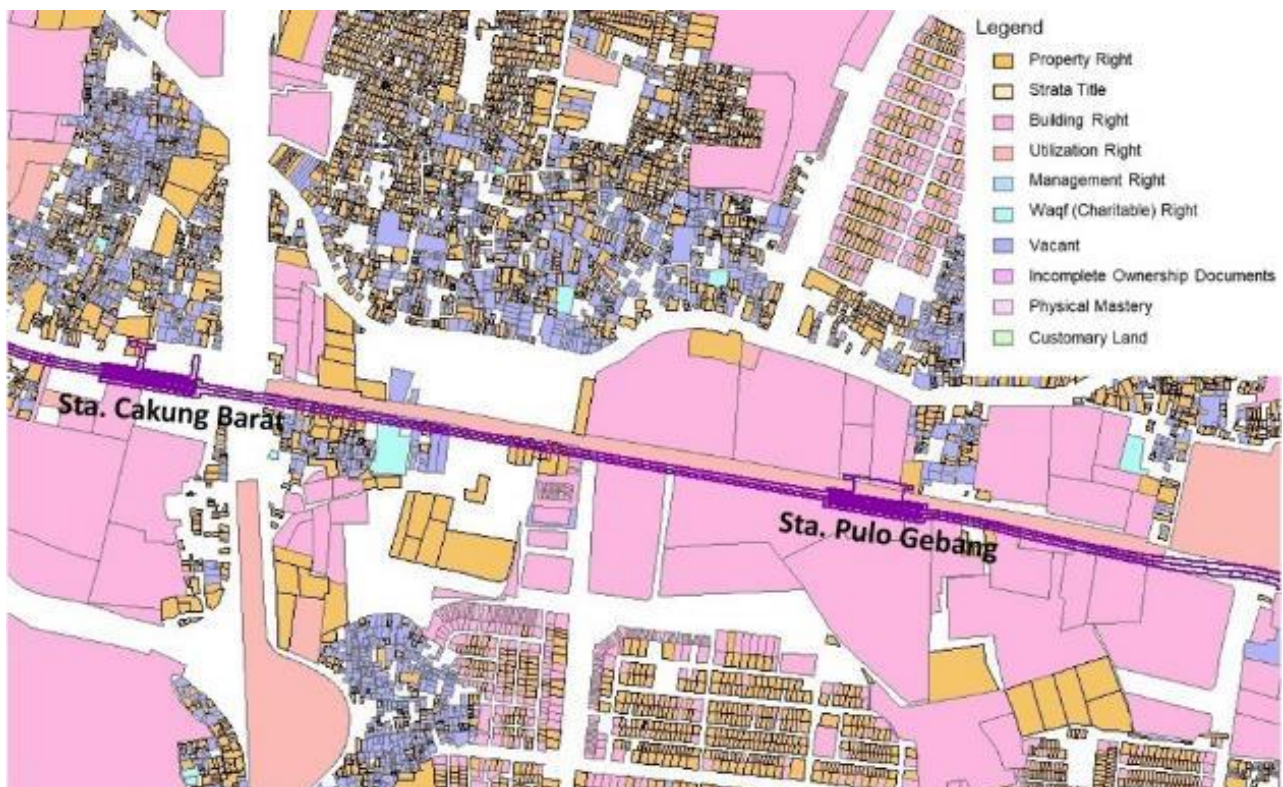 Legend
Property Right
Strata Title
Building Right
Utilization Right
Management Right
Waqf (Charitable) Right
Vacant
Incomplete Ownership Documents
Physical Mastery
Customary Land
Sta. Cakung Barat
Sta. Pulo Gebang